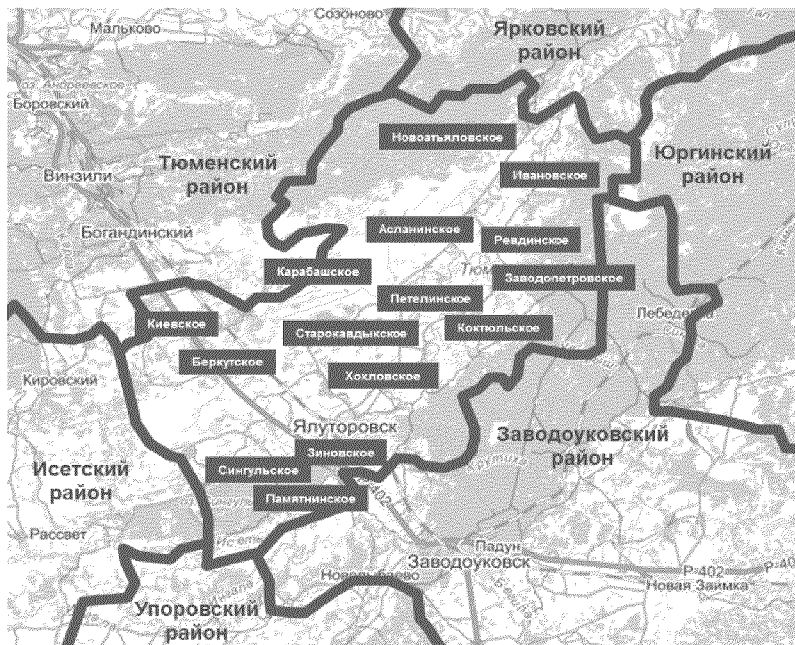 Созоново
Мальково
Ярковский
район
оз. Андреевское
Боровский
Новоатьяловское
Тюменский
район
Винзили
Ивановское
Юргинский
район
Богандинский
Асланинское
Ревдинское
Карабашское
Заводопетровское
Петелинское
Киевское
Старокавдыкское
Коктюльское
Беркутское
Кировский
Хохловское
Ялуторовск
Заводоуковский
район
Зиновское
Сингульское
Исетский
район
Памятнинское
Р-402
Рассвет
Падун
Заводоуковск
Р-402
Новая Заимка
Упоровский
район